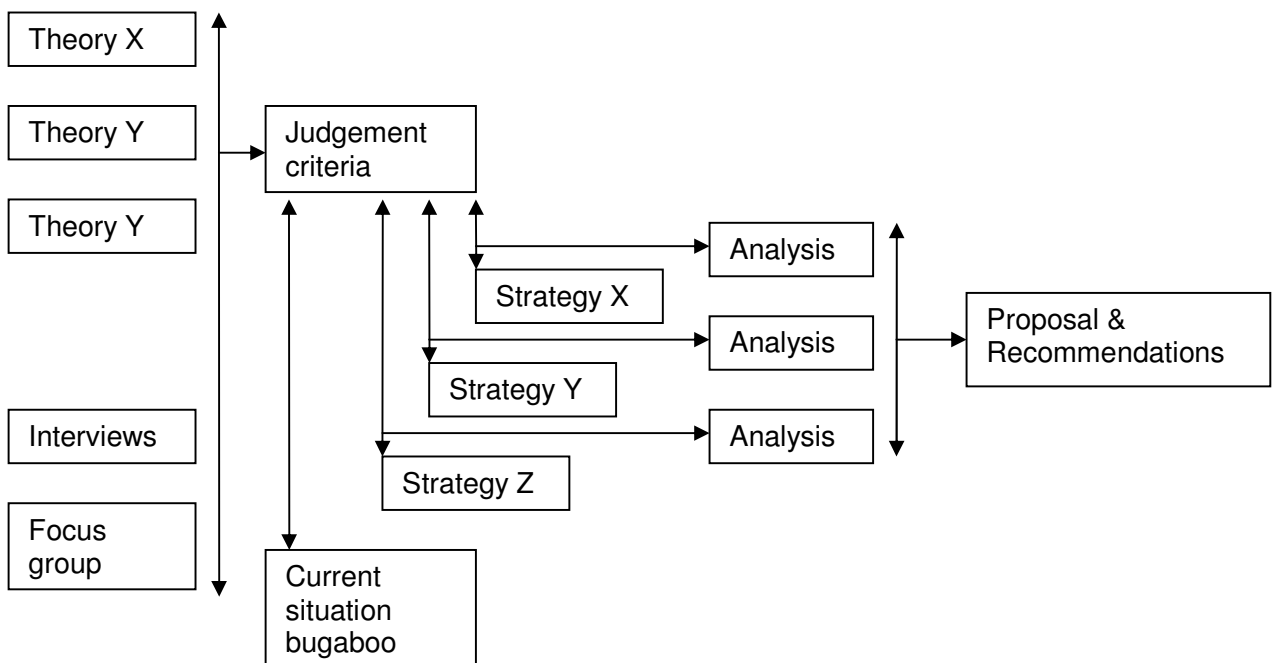 Theory X
Theory Y
Theory Y
Interviews
Focus
group
Judgement
criteria
Current
situation
bugaboo
Strategy X
Strategy Y
Strategy Z
Analysis
Analysis
Analysis
Proposal &
Recommendations